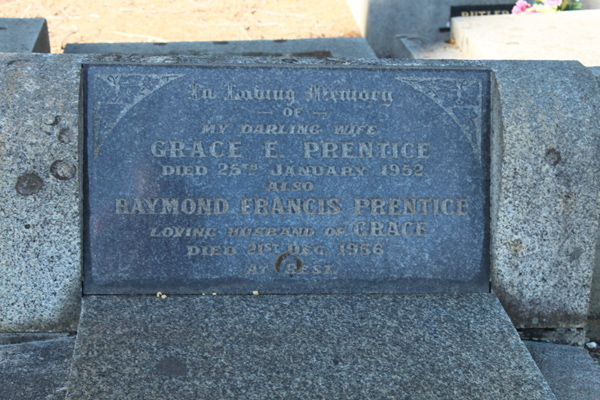 In Loving Memory
— OF —
MY DARLING WIFE
GRACE E. PRENTICE
DIED 25TH JANUARY 1952
ALSO
RAYMOND FRANCIS PRENTICE
LOVING HUSBAND OF GRACE
DIED 21ST DEC. 1956
AT REST.